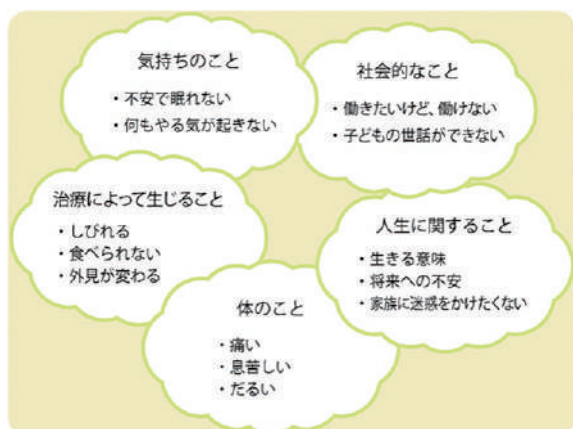 気持ちのこと
・不安で眠れない
・何もやる気が起きない
社会的なこと
・働きたいけど、働けない
・子どもの世話ができない
治療によって生じること
・しびれる
・食べられない
・外見が変わる
人生に関すること
・生きる意味
・将来への不安
・家族に迷惑をかけたくない
体のこと
・痛い
・息苦しい
・だるい